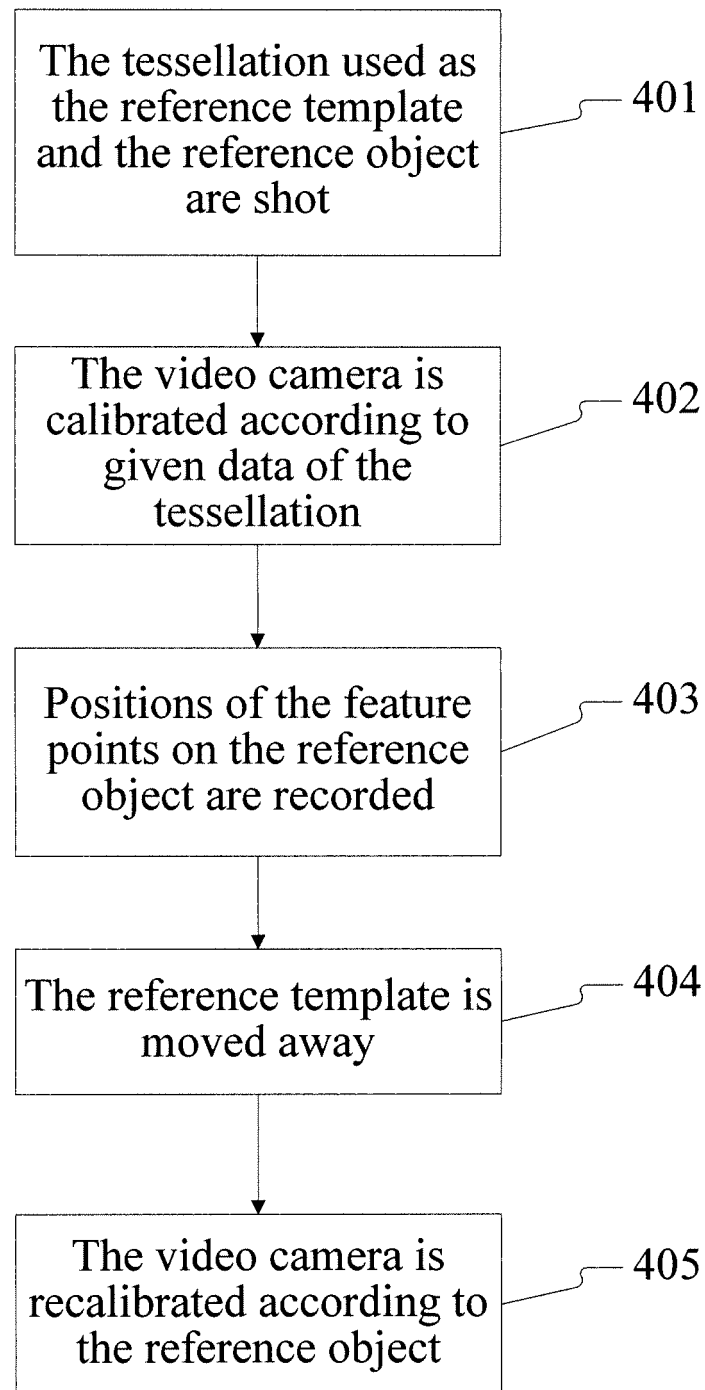 The tessellation used as
the reference template
and the reference object
are shot
401
The video camera is
calibrated according to
given data of the
tessellation
402
Positions of the feature
points on the reference
object are recorded
403
The reference template is
moved away
404
The video camera is
recalibrated according to
the reference object
405